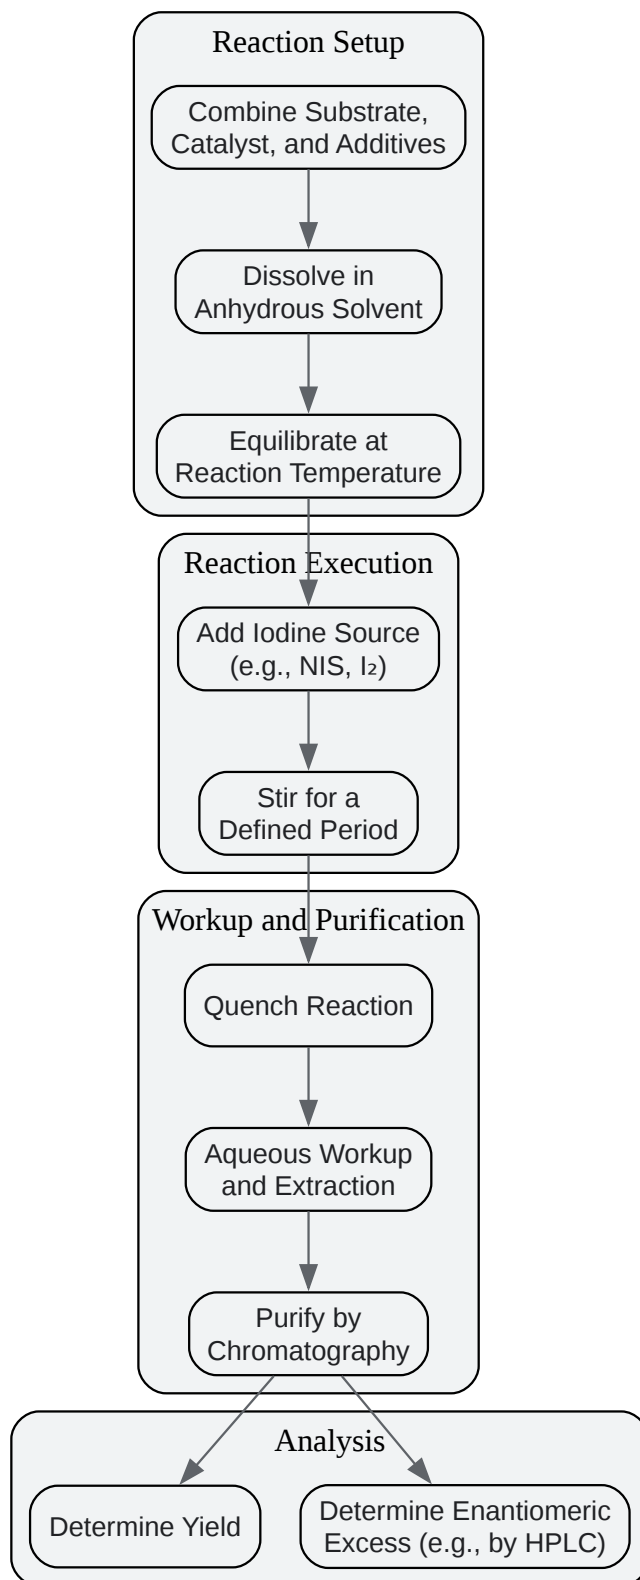 Reaction Setup
Combine Substrate,
Catalyst, and Additives
Dissolve in
Anhydrous Solvent
Equilibrate at
Reaction Temperature
Reaction Execution
Add Iodine Source
(e.g., NIS, I₂)
Stir for a
Defined Period
Workup and Purification
Quench Reaction
Aqueous Workup
and Extraction
Purify by
Chromatography
Analysis
Determine Yield
Determine Enantiomeric
Excess (e.g., by HPLC)